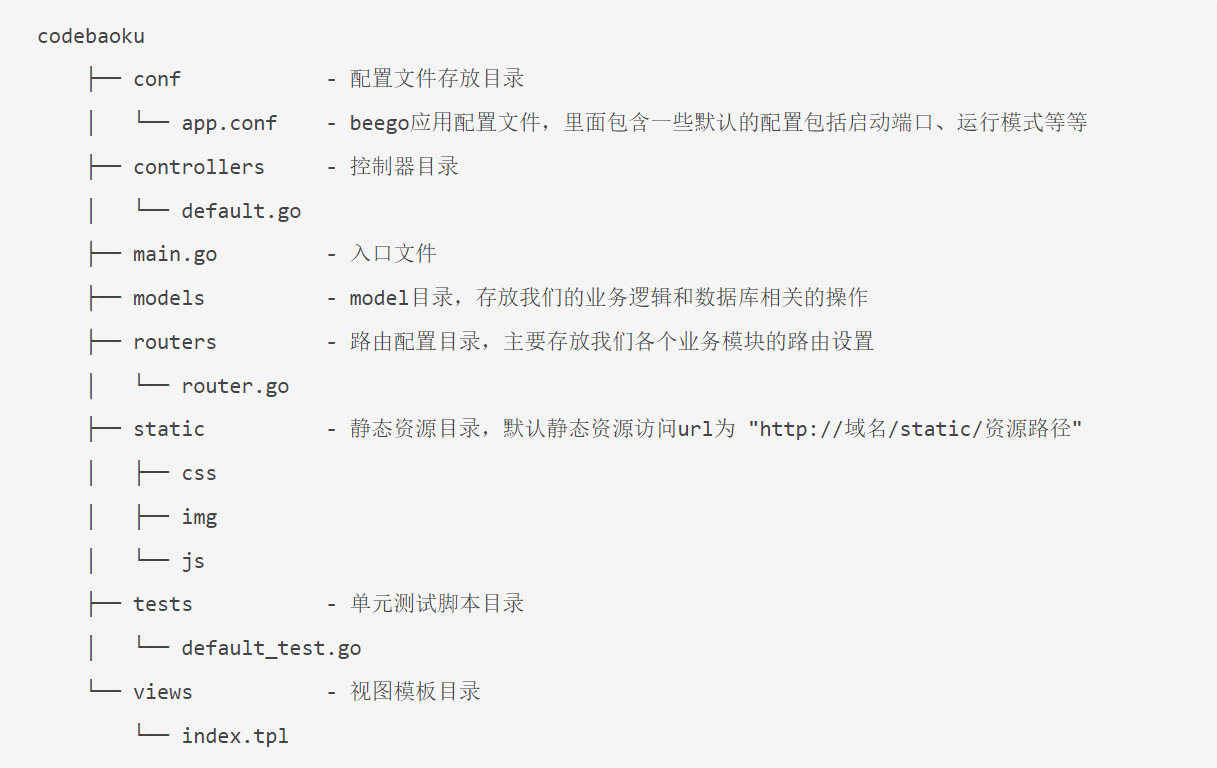 codebaoku
├── conf            - 配置文件存放目录
│   └── app.conf    - beego应用配置文件，里面包含一些默认的配置包括启动端口、运行模式等等
├── controllers     - 控制器目录
│   └── default.go
├── main.go         - 入口文件
├── models          - model目录，存放我们的业务逻辑和数据库相关的操作
├── routers         - 路由配置目录，主要存放我们各个业务模块的路由设置
│   └── router.go
├── static          - 静态资源目录，默认静态资源访问url为 "http://域名/static/资源路径"
│   ├── css
│   ├── img
│   └── js
├── tests           - 单元测试脚本目录
│   └── default_test.go
└── views           - 视图模板目录
    └── index.tpl